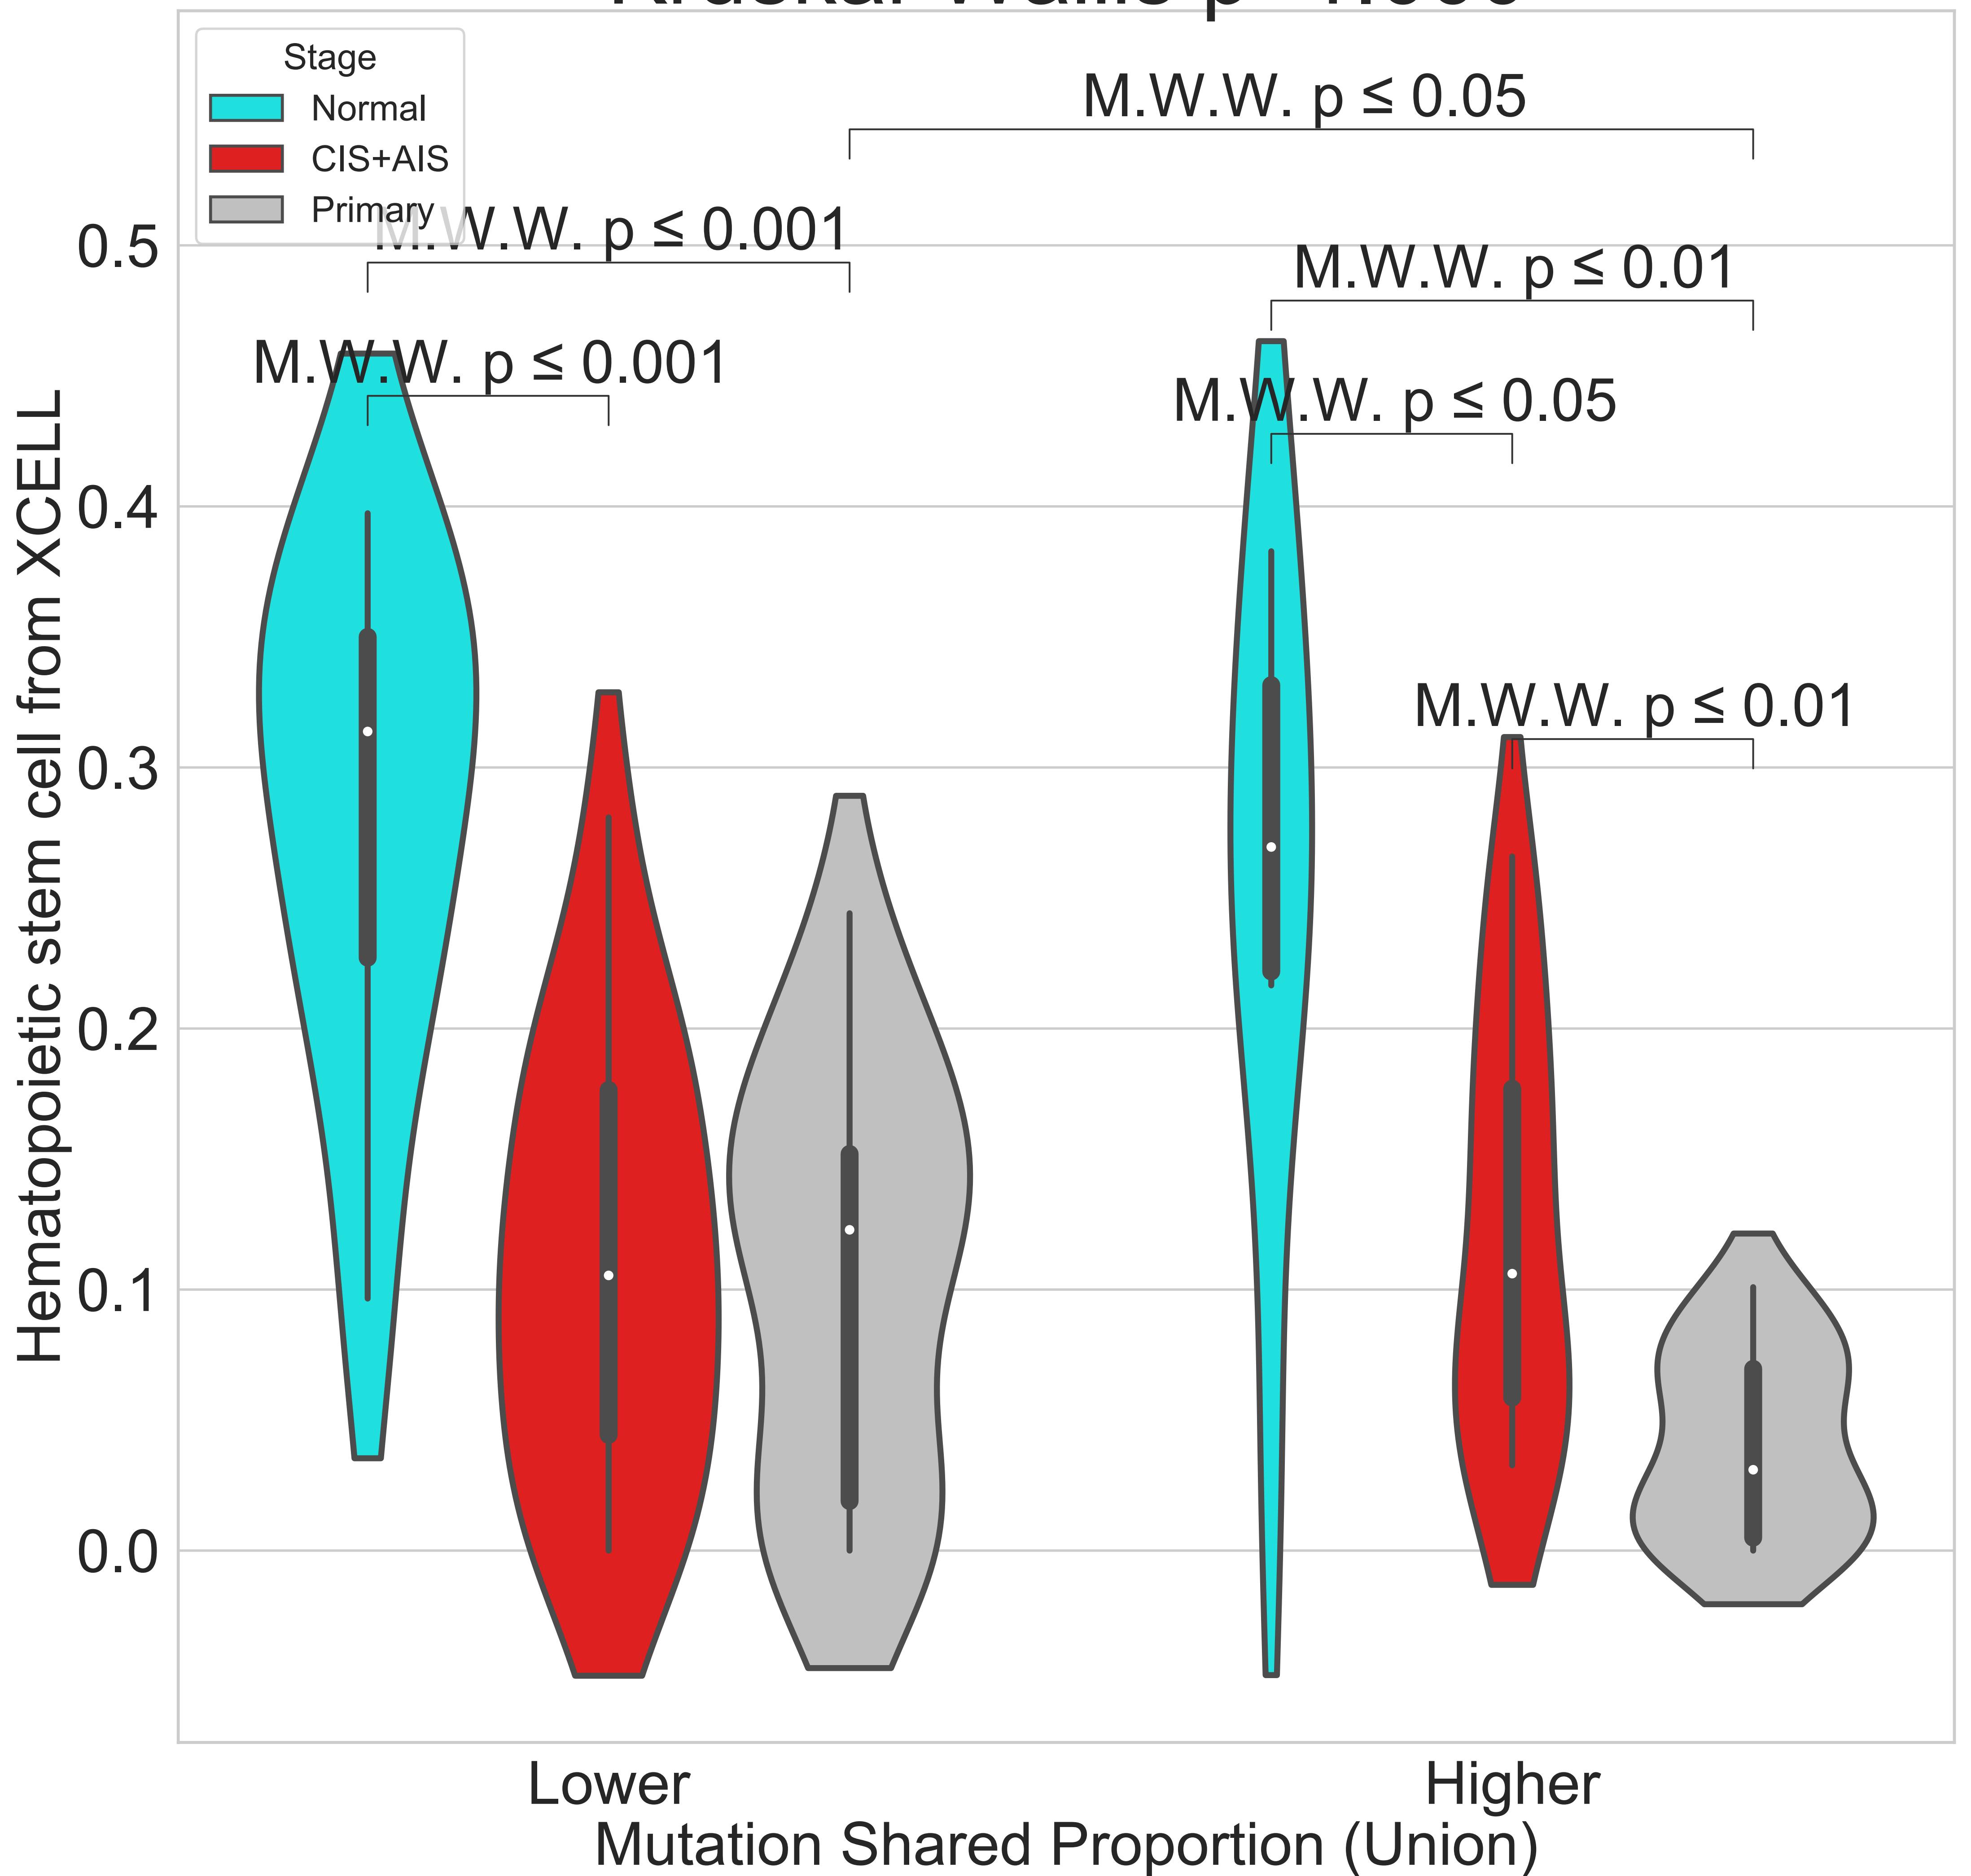 Stage
Normal
CIS+AIS
Primary
M.W.W. p ≤ 0.05
M.W.W. p ≤ 0.001
M.W.W. p ≤ 0.01
M.W.W. p ≤ 0.001
M.W.W. p ≤ 0.05
M.W.W. p ≤ 0.01
0.5
0.4
0.3
0.2
0.1
0.0
Hematopoietic stem cell from XCELL
Lower
Higher
Mutation Shared Proportion (Union)